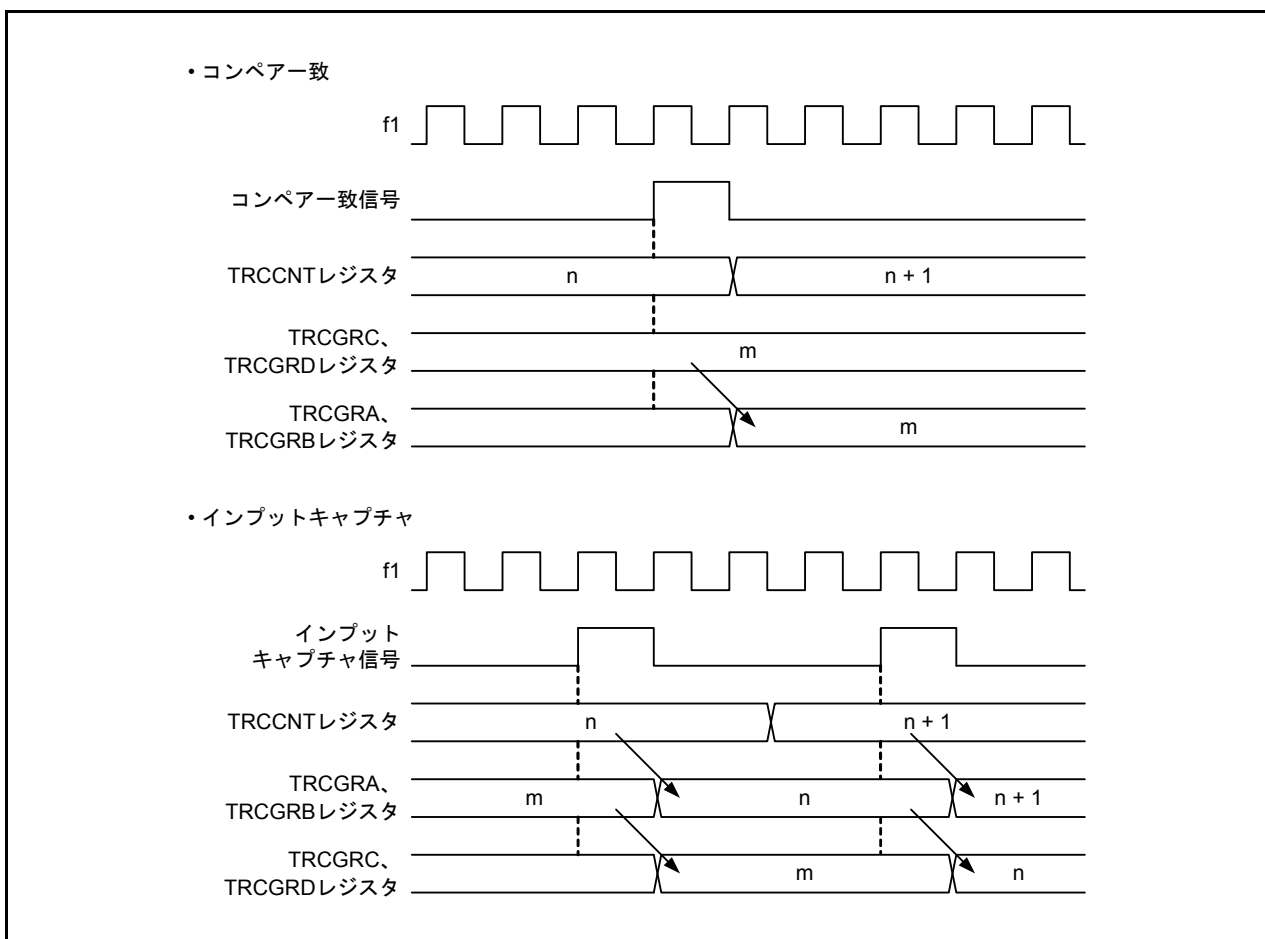 • コンペア一致
f1
コンペア一致信号
TRCCNTレジスタ
n
n + 1
TRCGRC、
TRCGRDレジスタ
m
TRCGRA、
TRCGRBレジスタ
m
• インプットキャプチャ
f1
インプット
キャプチャ信号
TRCCNTレジスタ
n
n + 1
TRCGRA、
TRCGRBレジスタ
m
n
n + 1
TRCGRC、
TRCGRDレジスタ
m
n